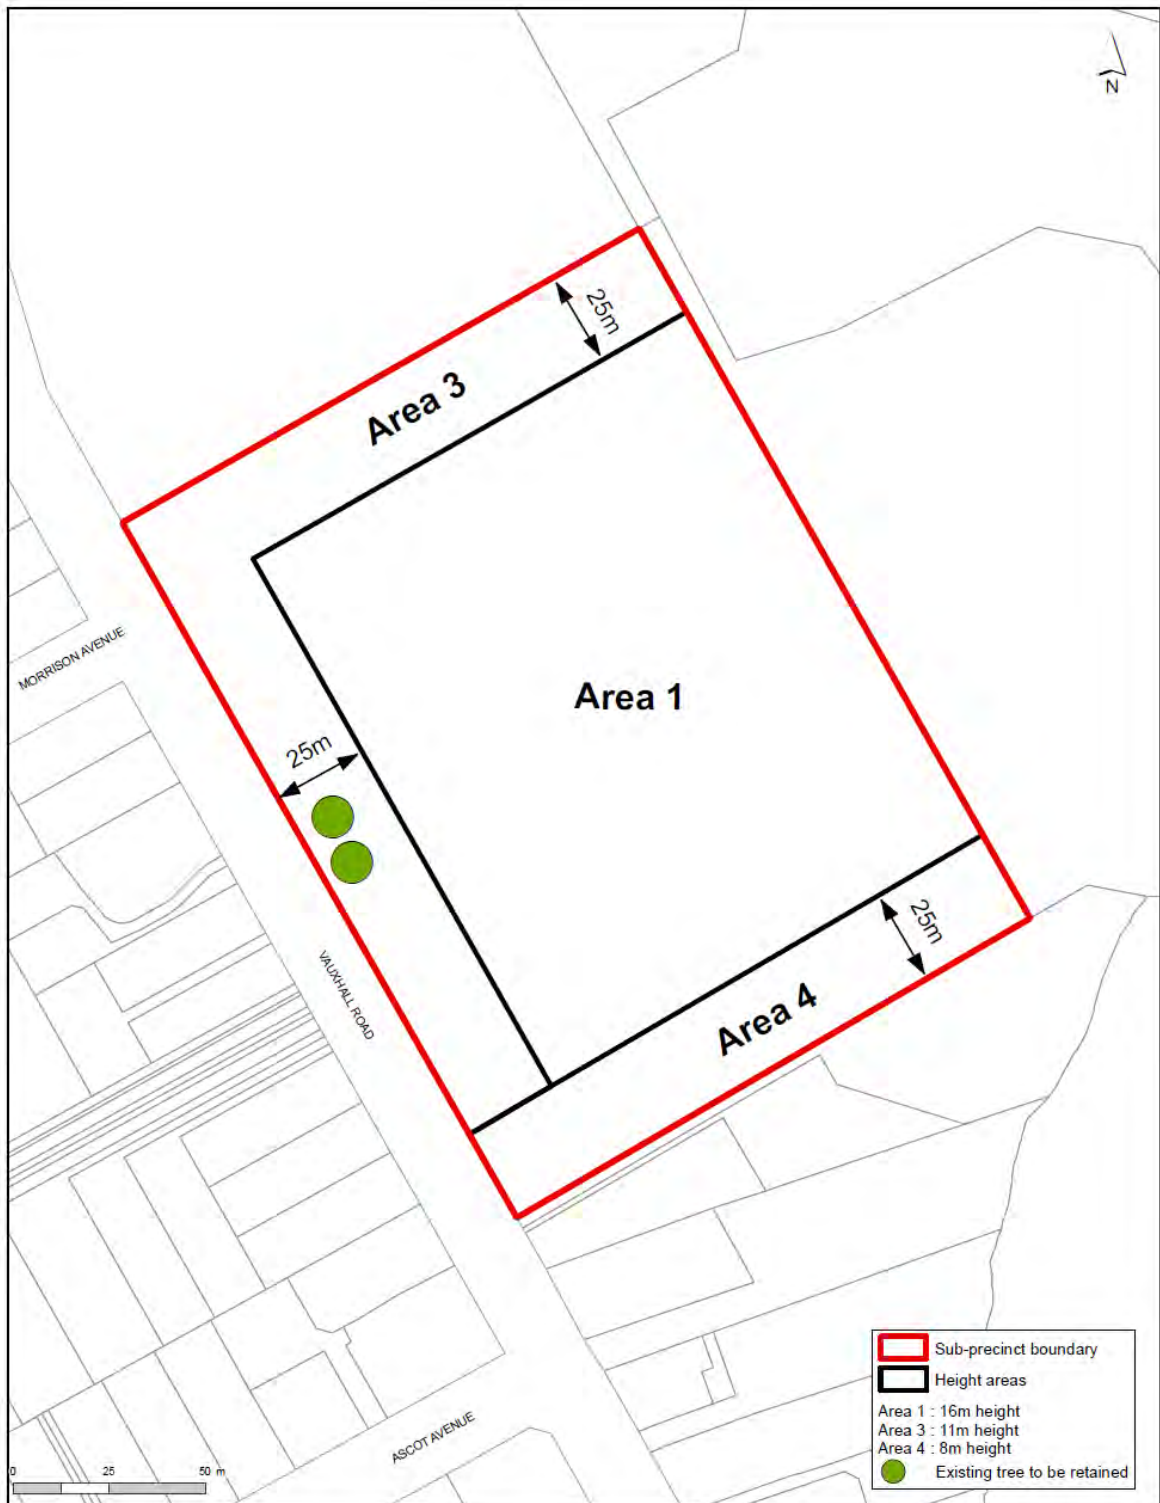 N
25m
Area 3
MORRISON AVENUE
Area 1
25m
25m
VAUXHALL ROAD
Area 4
ASCOT AVENUE
Sub-precinct boundary
Height areas
Area 1 : 16m height
Area 3 : 11m height
Area 4 : 8m height
Existing tree to be retained
0 25 50 m